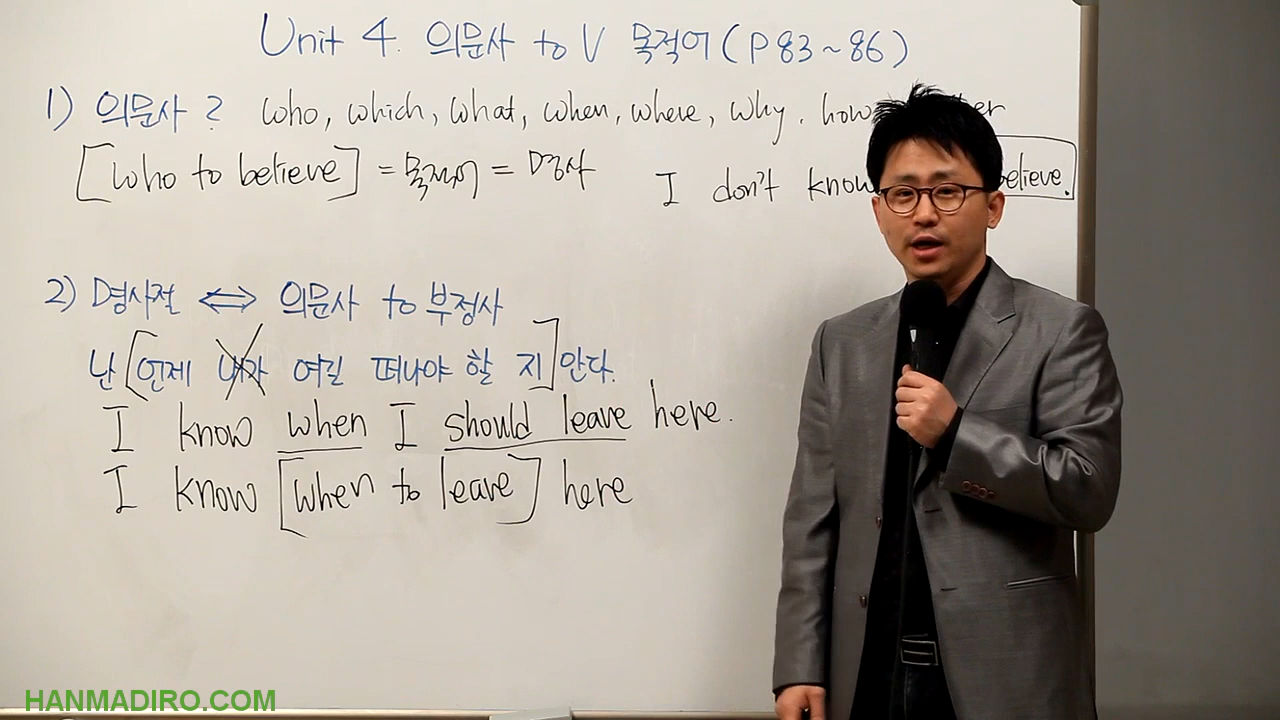 Unit 4. 의문사 to V 목적어 (P 83 ~ 86)
1) 의문사? who, which, what, when, where, why, how
[who to believe] = 목적어 = 명사
I don't know believe.
2) 명사절 ⇔ 의문사 to 부정사
난 [언제 내가 여길 떠나야 할 지] 안다.
I know when I should leave here.
I know [when to leave] here
HANMADIRO.COM